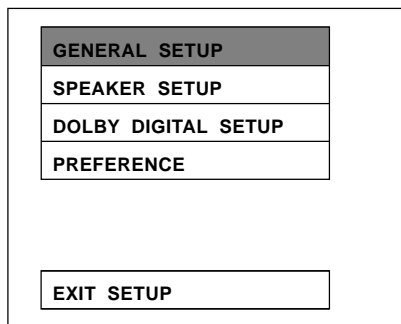 GENERAL SETUP
SPEAKER SETUP
DOLBY DIGITAL SETUP
PREFERENCE
EXIT SETUP